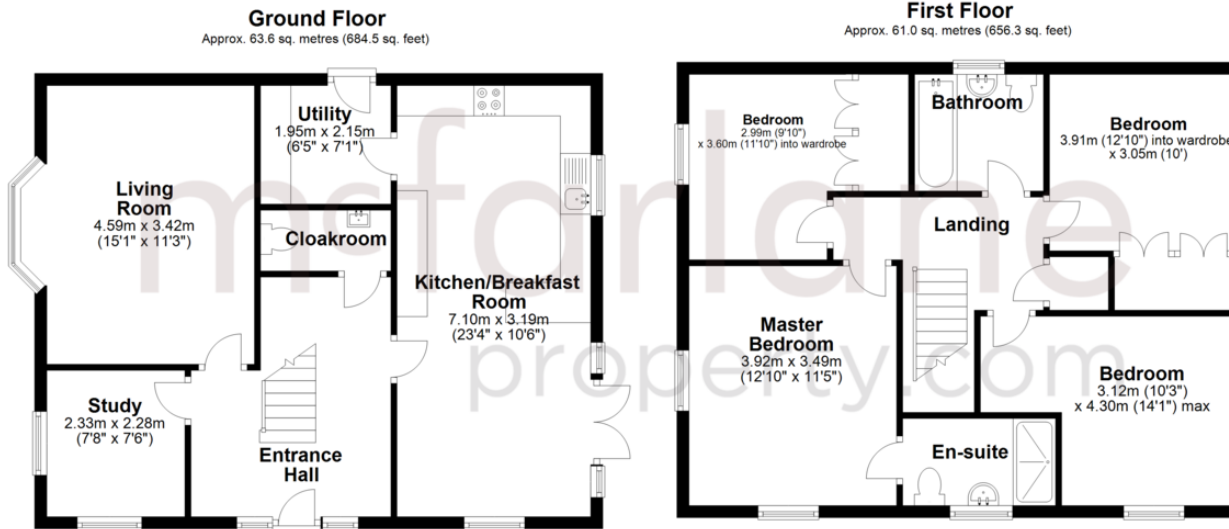 Ground Floor
Approx. 63.6 sq. metres (684.5 sq. feet)
Utility
1.95m x 2.15m
(6'5" x 7'1")
Living
Room
4.59m x 3.42m
(15'1" x 11'3")
Cloakroom
Kitchen/Breakfast
Room
7.10m x 3.19m
(23'4" x 10'6")
Study
2.33m x 2.28m
(7'8" x 7'6")
Entrance
Hall
First Floor
Approx. 61.0 sq. metres (656.3 sq. feet)
Bedroom
2.99m (9'10")
x 3.60m (11'10") into wardrobe
Bathroom
Bedroom
3.91m (12'10") into wardrobe
x 3.05m (10')
Landing
Master
Bedroom
3.92m x 3.49m
(12'10" x 11'5")
Bedroom
3.12m (10'3")
x 4.30m (14'1") max
En-suite
mcfarlane
property.com